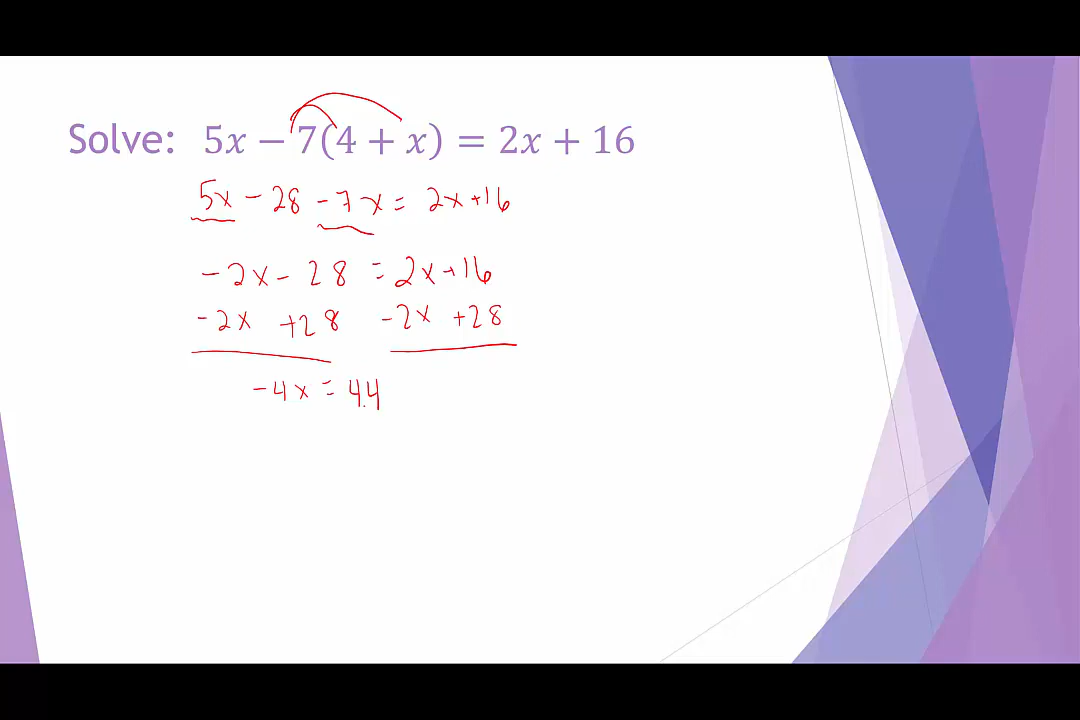 Solve: 5x − 7(4 + x) = 2x + 16
5x - 28 - 7x = 2x+16
-2x - 28 = 2x+16
-2x +28 -2x +28
-4x = 44